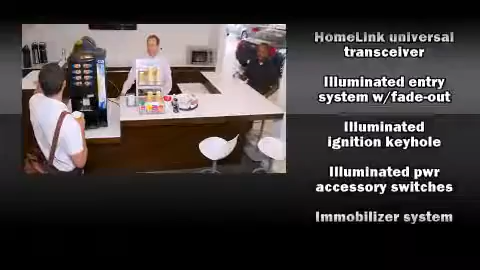 HomeLink universal
transceiver
Illuminated entry
system w/fade-out
Illuminated
ignition keyhole
Illuminated pwr
accessory switches
Immobilizer system